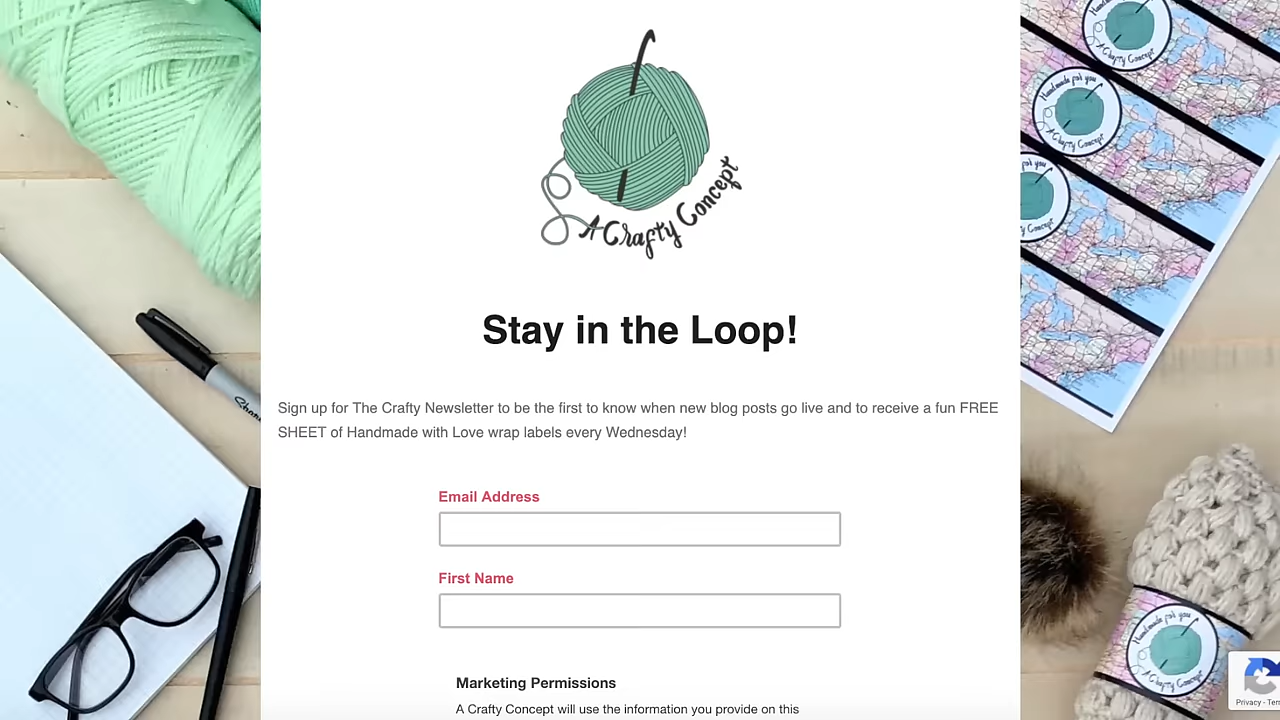 A Crafty Concept
Stay in the Loop!
Sign up for The Crafty Newsletter to be the first to know when new blog posts go live and to receive a fun FREE
SHEET of Handmade with Love wrap labels every Wednesday!
Email Address
First Name
Marketing Permissions
A Crafty Concept will use the information you provide on this
A Crafty Concept
Handmade for you
A Crafty Concept
you
Handmade for you
A Crafty Concept
Privacy - Ter